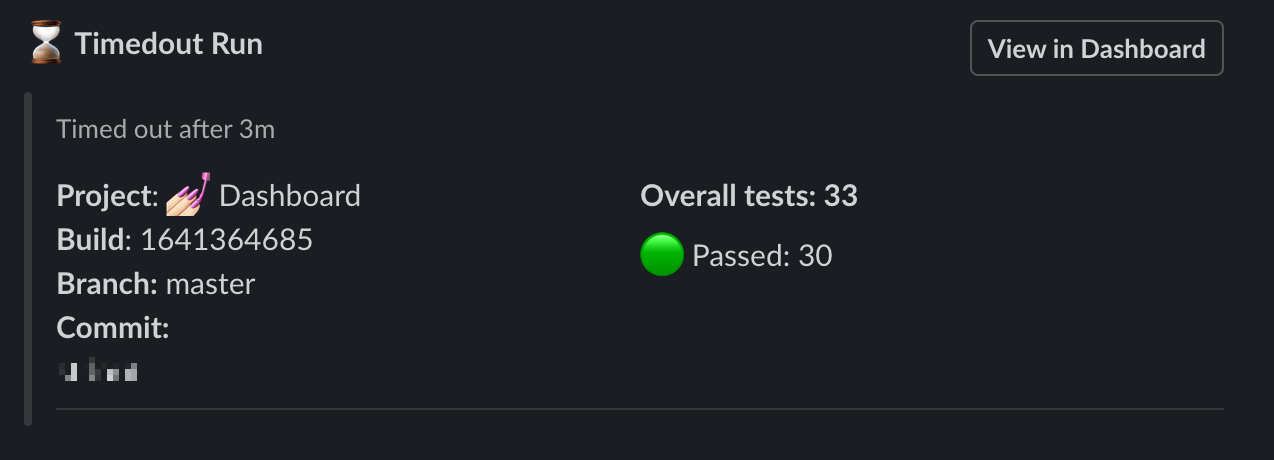 Timedout Run
View in Dashboard
Timed out after 3m
Project: Dashboard
Build: 1641364685
Branch: master
Commit:
Overall tests: 33
Passed: 30